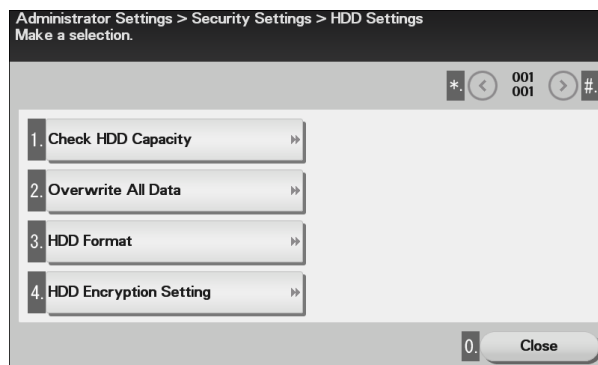 Administrator Settings > Security Settings > HDD Settings
Make a selection.
*. 001 #.
001
1. Check HDD Capacity
2. Overwrite All Data
3. HDD Format
4. HDD Encryption Setting
0. Close